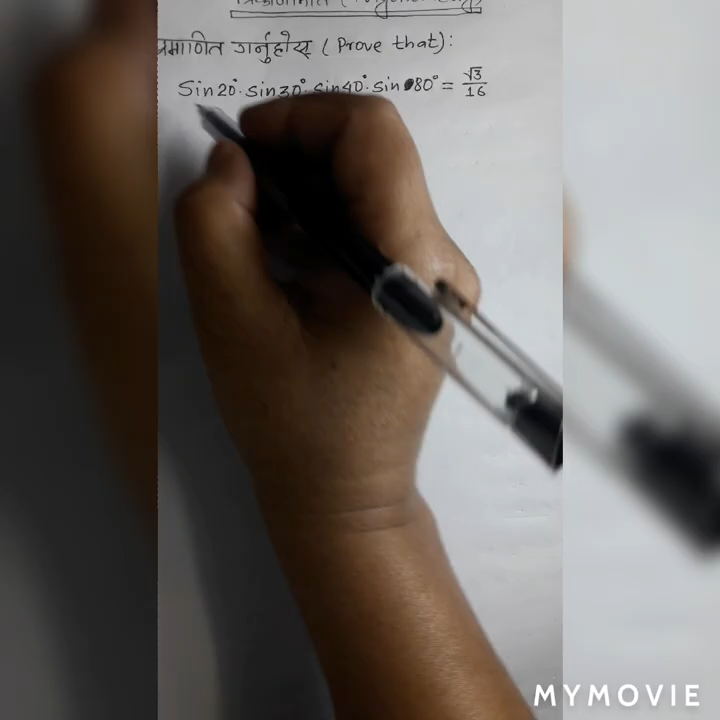 प्रमाणित गर्नुहोस् (Prove that):
Sin20°. sin30°. sin40°. sin80° = √3/16
MYMOVIE